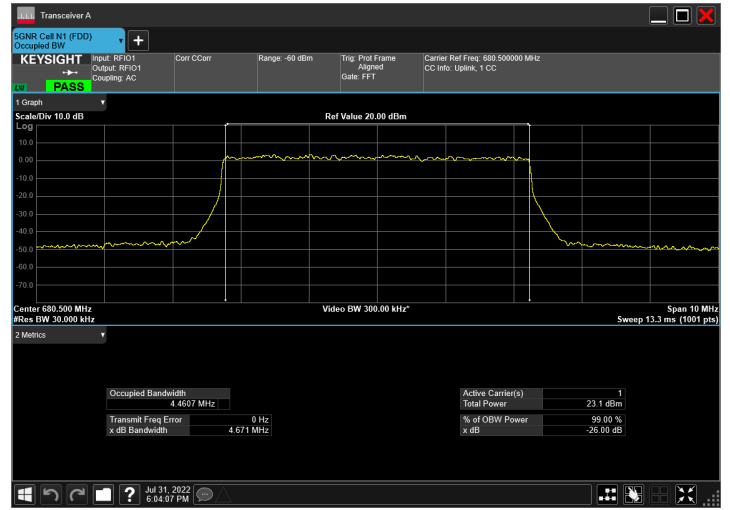 Transceiver A
5GNR Cell N1 (FDD)
Occupied BW
KEYSIGHT
LXI PASS
Input: RFIO1
Output: RFIO1
Coupling: AC
Corr CCorr
Range: -60 dBm
Trig: Prot Frame
Aligned
Gate: FFT
Carrier Ref Freq: 680.500000 MHz
CC Info: Uplink, 1 CC
1 Graph
Scale/Div 10.0 dB
Ref Value 20.00 dBm
Log
10.0
0.00
-10.0
-20.0
-30.0
-40.0
-50.0
-60.0
-70.0
Center 680.500 MHz
Video BW 300.00 kHz*
Span 10 MHz
#Res BW 30.000 kHz
Sweep 13.3 ms (1001 pts)
2 Metrics
Occupied Bandwidth
4.4607 MHz
Transmit Freq Error 0 Hz
x dB Bandwidth 4.671 MHz
Active Carrier(s) 1
Total Power 23.1 dBm
% of OBW Power 99.00 %
x dB -26.00 dB
?
Jul 31, 2022
6:04:07 PM